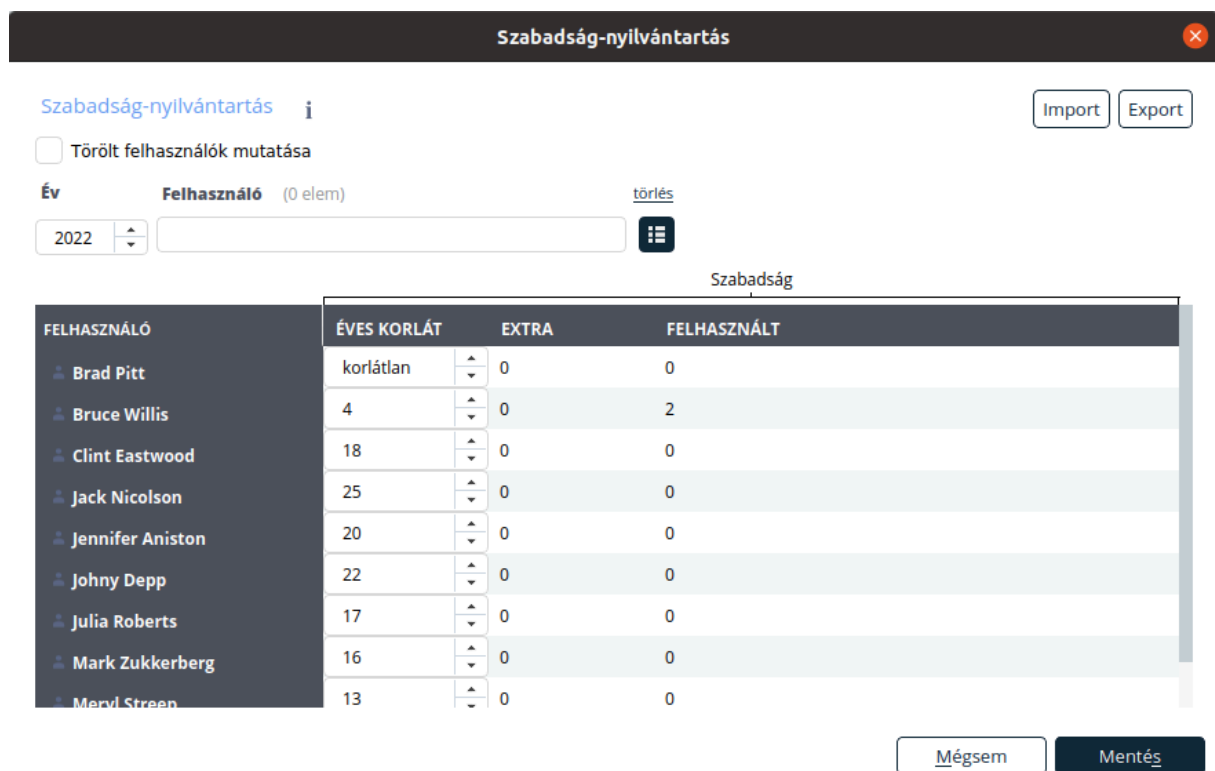 Szabadság-nyilvántartás
Szabadság-nyilvántartás i Import Export
Törölt felhasználók mutatása
Év Felhasználó (0 elem) törlés
2022
Szabadság
FELHASZNÁLÓ ÉVES KORLÁT EXTRA FELHASZNÁLT
Brad Pitt korlátlan 0 0
Bruce Willis 4 0 2
Clint Eastwood 18 0 0
Jack Nicolson 25 0 0
Jennifer Aniston 20 0 0
Johny Depp 22 0 0
Julia Roberts 17 0 0
Mark Zukkerberg 16 0 0
Meryl Streep 13 0 0
Mégsem Mentés